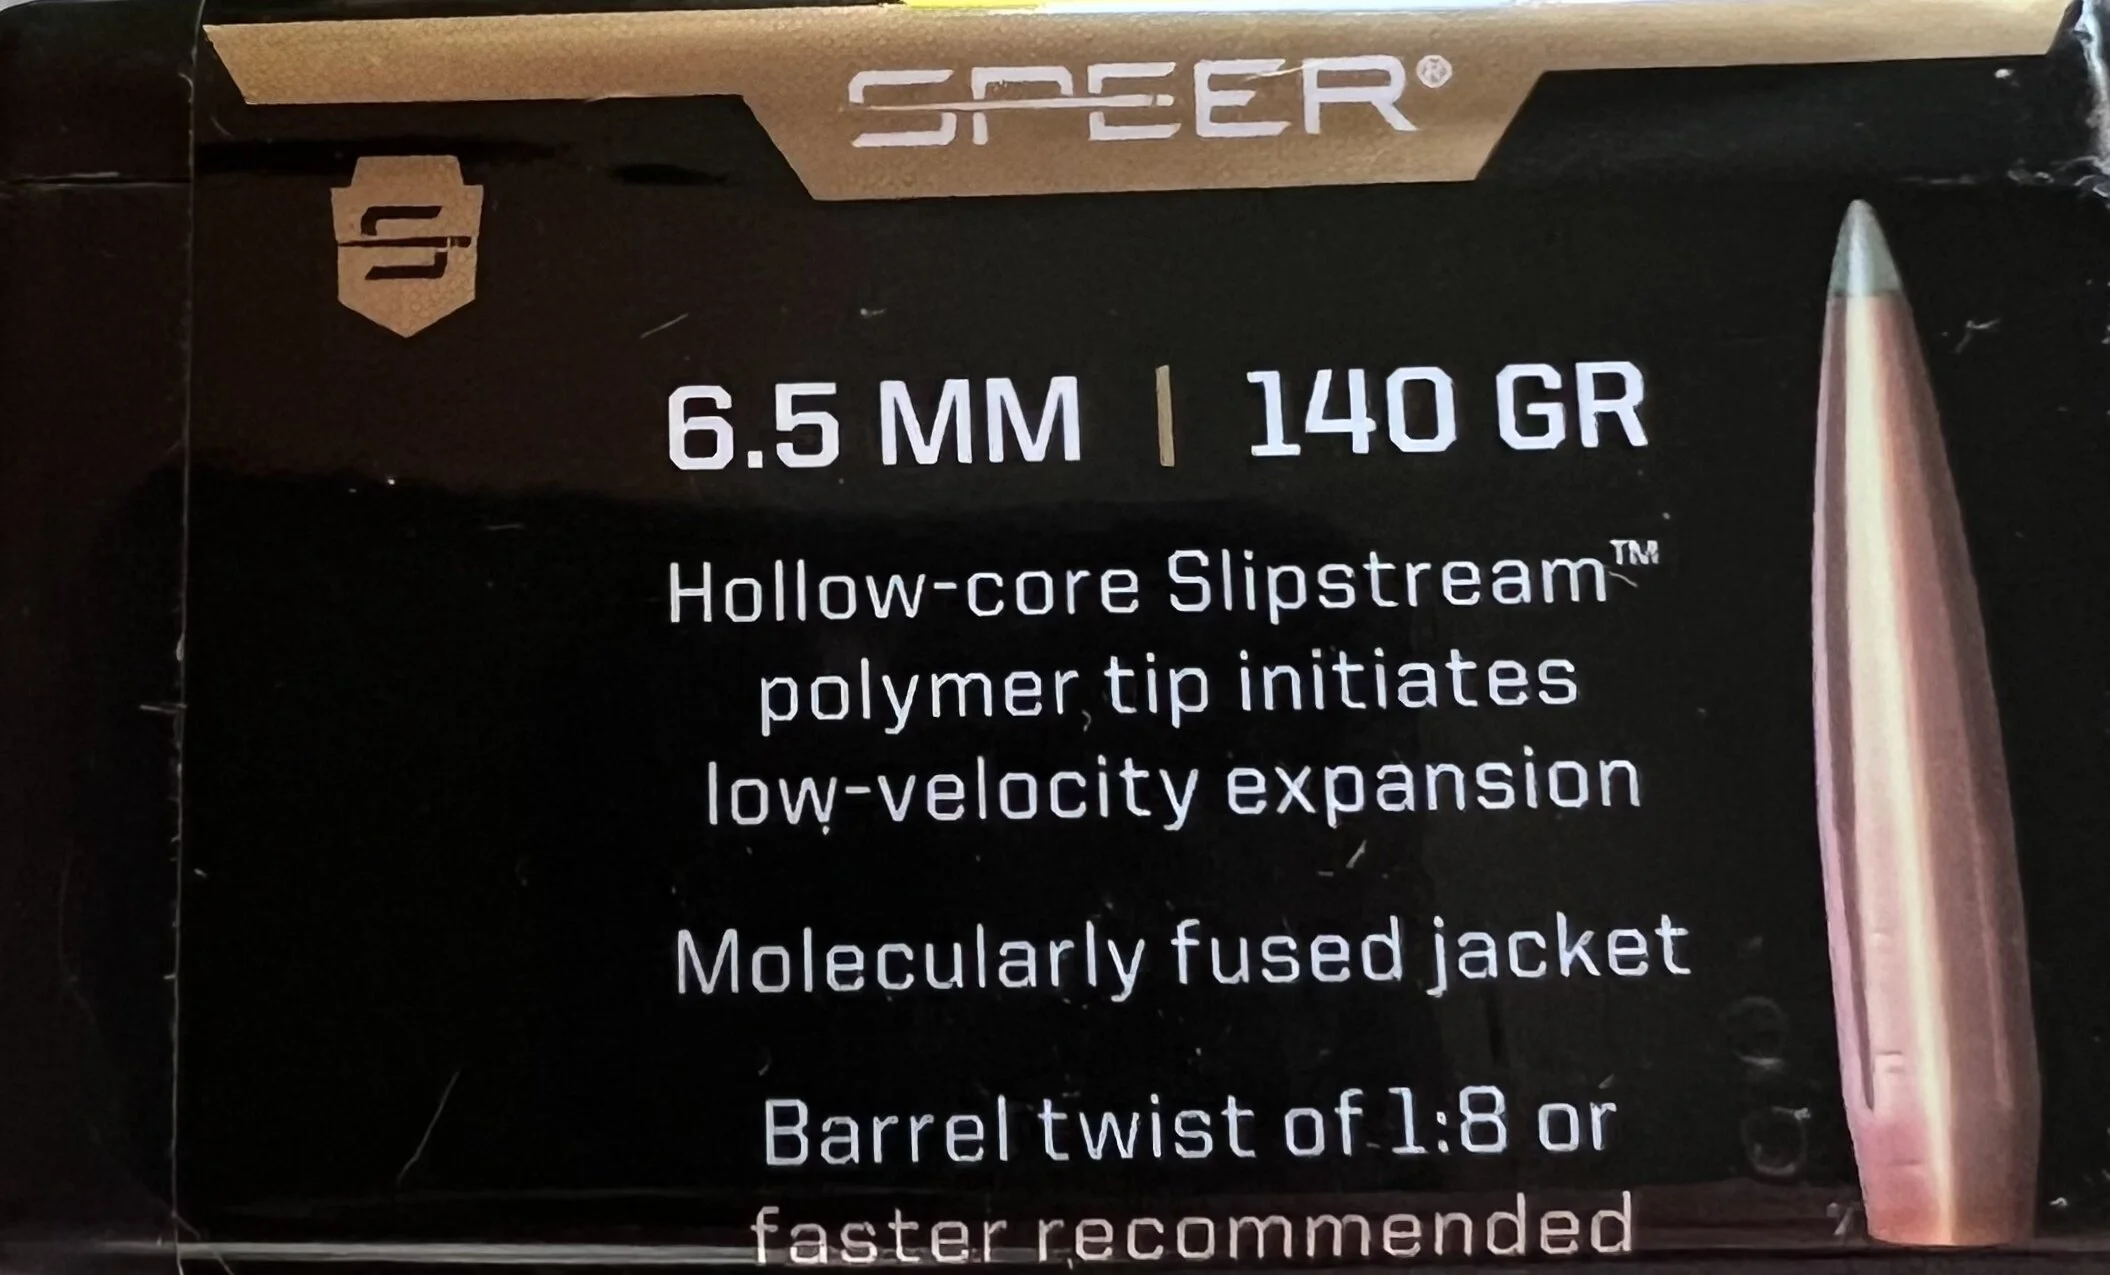 SPEER®
S
6.5 MM | 140 GR
Hollow-core Slipstream™
polymer tip initiates
low-velocity expansion
Molecularly fused jacket
Barrel twist of 1:8 or
faster recommended